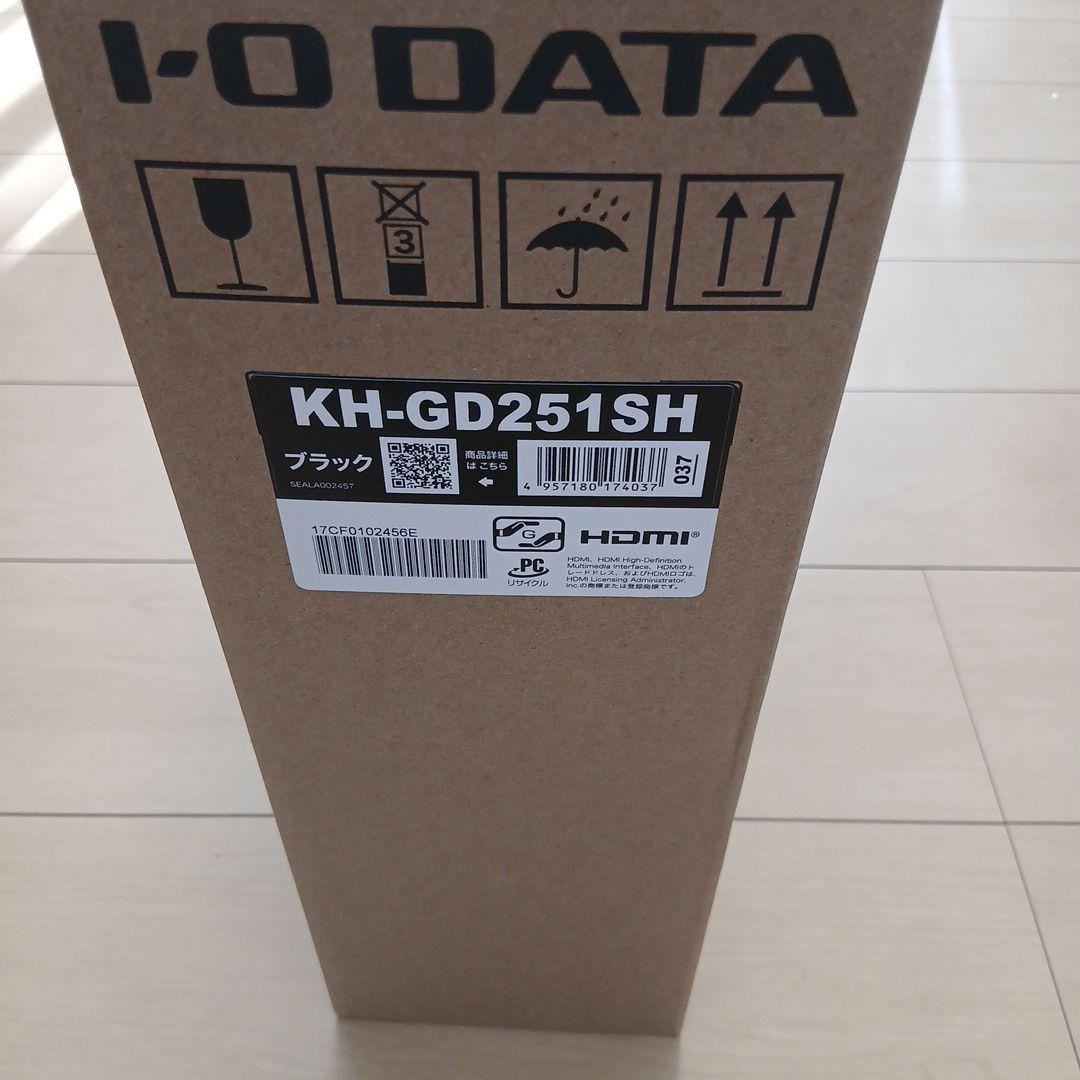 I-O DATA
3
KH-GD251SH
ブラック
商品詳細
はこちら
SEALA002457
4 957180 174037
037
17CF0102456E
G
HDMI®
PC
リサイクル
HDMI、HDMI High-Definition
Multimedia Interface、HDMIのト
レードドレス、およびHDMIロゴは、
HDMI Licensing Administrator,
Inc.の商標または登録商標です。